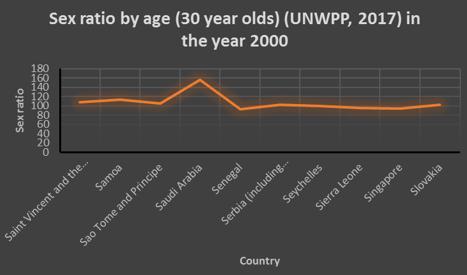 Sex ratio by age (30 year olds) (UNWPP, 2017) in
the year 2000
180
160
140
120
100
80
60
40
20
0
Sex ratio
Saint Vincent and the...
Samoa
Sao Tome and Principe
Saudi Arabia
Senegal
Serbia (including...
Seychelles
Sierra Leone
Singapore
Slovakia
Country